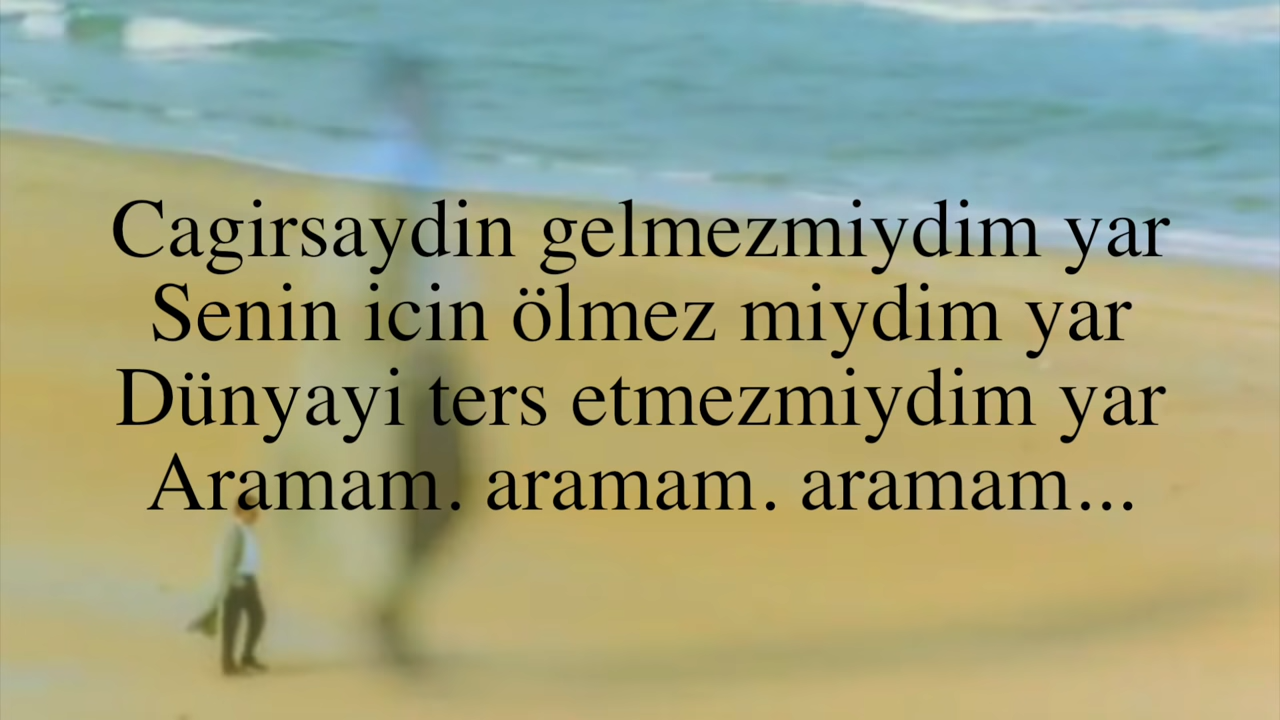 Cagirsaydin gelmezmiydim yar
Senin icin ölmez miydim yar
Dünyayi ters etmezmiydim yar
Aramam. aramam. aramam...